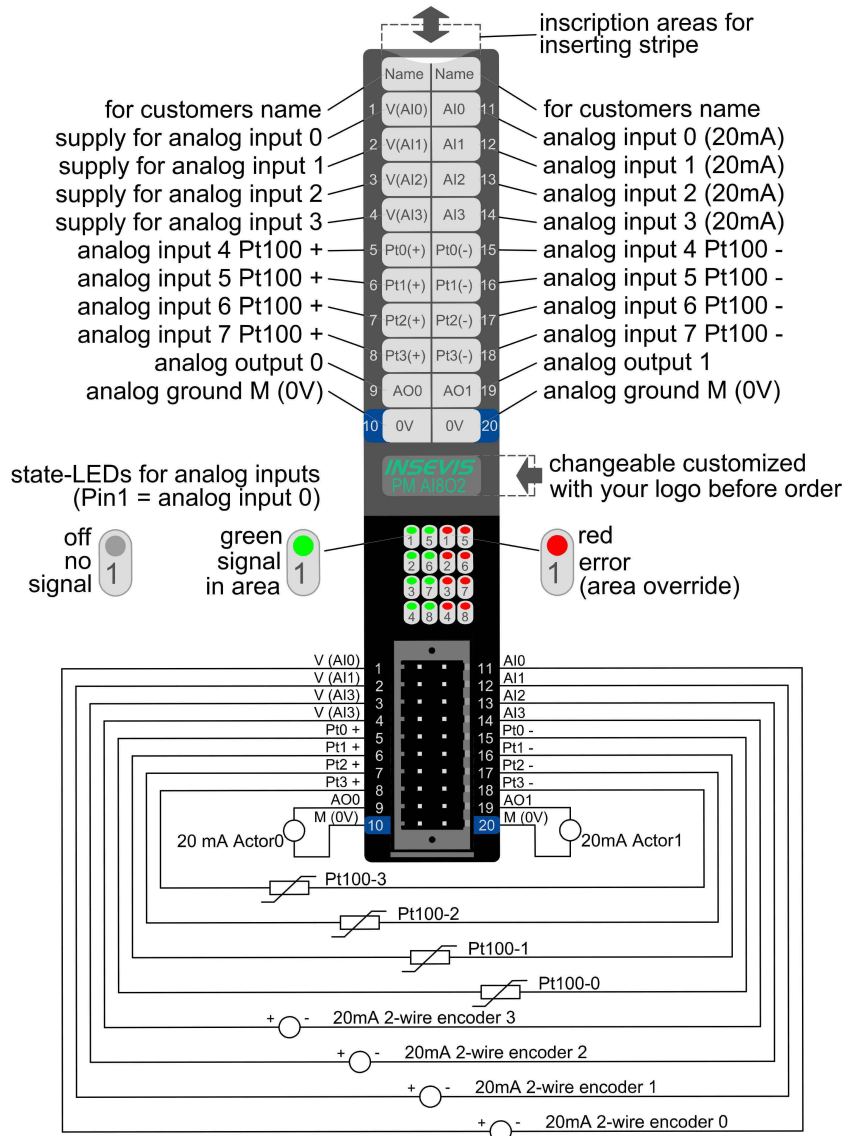 inscription areas for
inserting stripe
Name Name
for customers name
for customers name
1 V(AI0) AI0 11
supply for analog input 0
analog input 0 (20mA)
2 V(AI1) AI1 12
supply for analog input 1
analog input 1 (20mA)
3 V(AI2) AI2 13
supply for analog input 2
analog input 2 (20mA)
4 V(AI3) AI3 14
supply for analog input 3
analog input 3 (20mA)
5 Pt0(+) Pt0(-) 15
analog input 4 Pt100 +
analog input 4 Pt100 -
6 Pt1(+) Pt1(-) 16
analog input 5 Pt100 +
analog input 5 Pt100 -
7 Pt2(+) Pt2(-) 17
analog input 6 Pt100 +
analog input 6 Pt100 -
8 Pt3(+) Pt3(-) 18
analog input 7 Pt100 +
analog input 7 Pt100 -
9 AO0 AO1 19
analog output 0
analog output 1
10 0V 0V 20
analog ground M (0V)
analog ground M (0V)
INSEVIS
PM AI8O2
changeable customized
with your logo before order
state-LEDs for analog inputs
(Pin1 = analog input 0)
off
no
signal
1
green
signal
in area
1
1 5 1 5
2 6 2 6
3 7 3 7
4 8 4 8
red
error
(area override)
1
V (AI0) 1 11 AI0
V (AI1) 2 12 AI1
V (AI3) 3 13 AI2
V (AI3) 4 14 AI3
Pt0 + 5 15 Pt0 -
Pt1 + 6 16 Pt1 -
Pt2 + 7 17 Pt2 -
Pt3 + 8 18 Pt3 -
AO0 9 19 AO1
M (0V) 10 20 M (0V)
20 mA Actor0
20mA Actor1
Pt100-3
Pt100-2
Pt100-1
Pt100-0
+ - 20mA 2-wire encoder 3
+ - 20mA 2-wire encoder 2
+ - 20mA 2-wire encoder 1
+ - 20mA 2-wire encoder 0